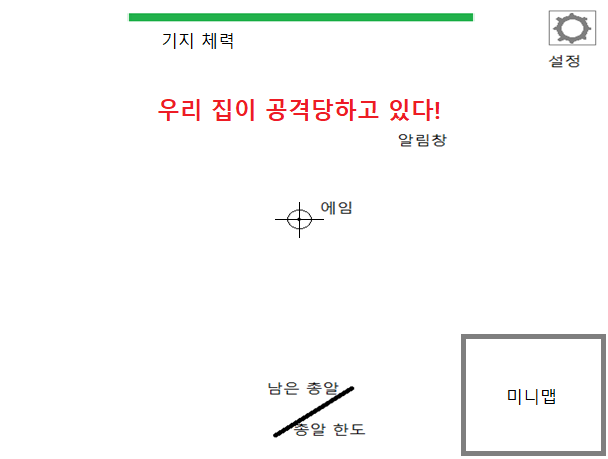 기지 체력
설정
우리 집이 공격당하고 있다!
알림창
에임
남은 총알
총알 한도
미니맵